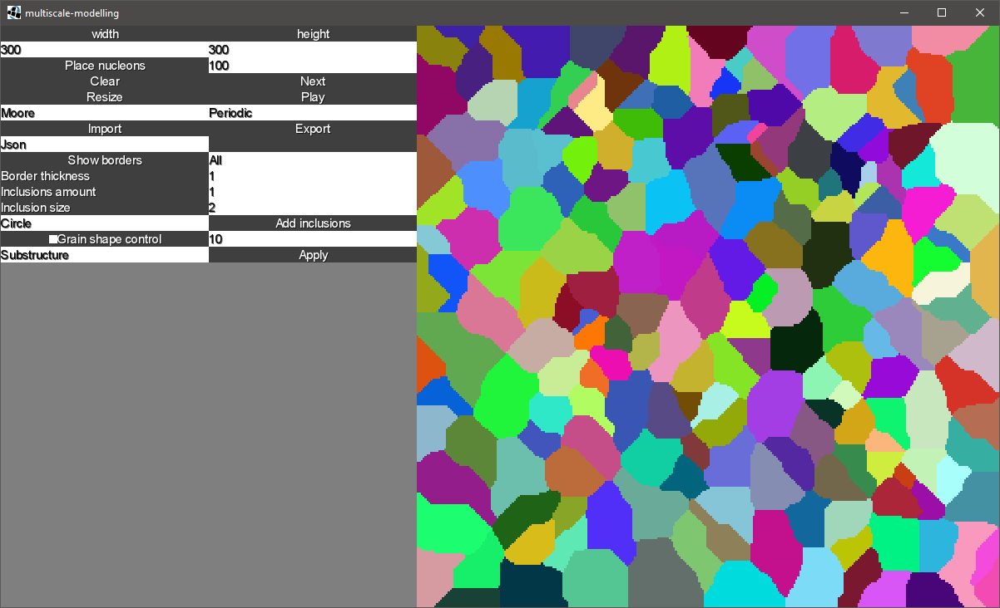 multiscale-modelling
width height
300 300
Place nucleons 100
Clear Next
Resize Play
Moore Periodic
Import Export
Json
Show borders All
Border thickness 1
Inclusions amount 1
Inclusion size 2
Circle Add inclusions
Grain shape control 10
Substructure Apply